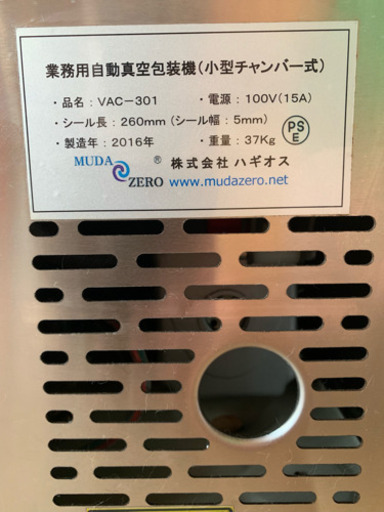 業務用自動真空包装機(小型チャンバー式)
・品名：VAC-301 ・電源：100V(15A)
・シール長：260mm (シール幅：5mm)
・製造年：2016年 ・重量：37Kg
PSE
MUDA ZERO ® 株式会社 ハギオス
www.mudazero.net